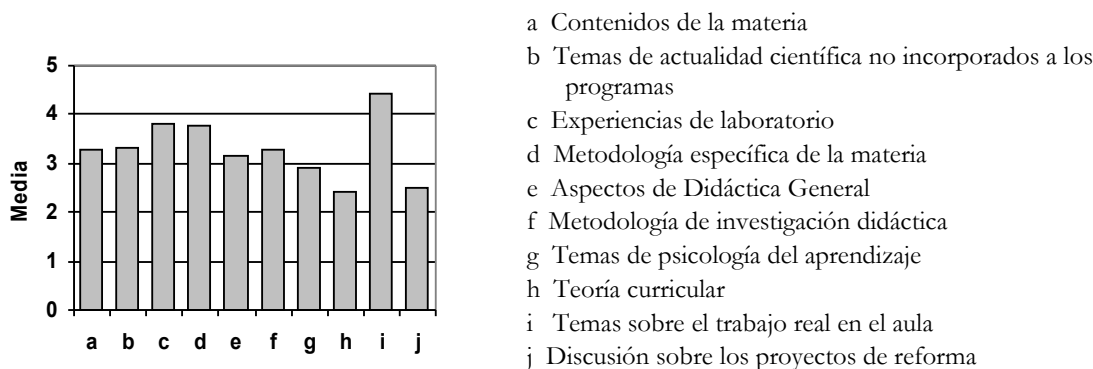 5
4
3
2
1
0
Media
a b c d e f g h i j
a Contenidos de la materia
b Temas de actualidad científica no incorporados a los
programas
c Experiencias de laboratorio
d Metodología específica de la materia
e Aspectos de Didáctica General
f Metodología de investigación didáctica
g Temas de psicología del aprendizaje
h Teoría curricular
i Temas sobre el trabajo real en el aula
j Discusión sobre los proyectos de reforma